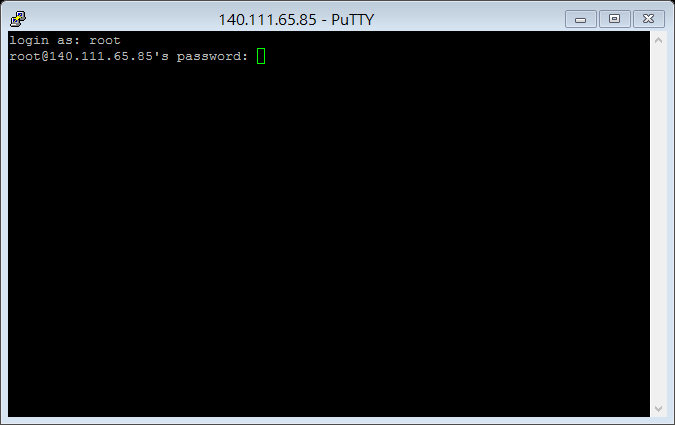 140.111.65.85 - PuTTY
login as: root
root@140.111.65.85's password: